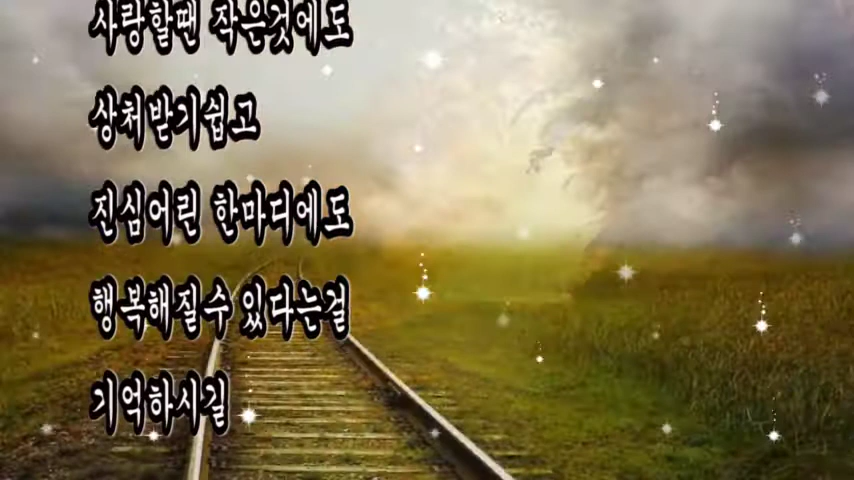 사랑할땐 작은것에도
상처받기쉽고
진심어린 한마디에도
행복해질수 있다는걸
기억하시길